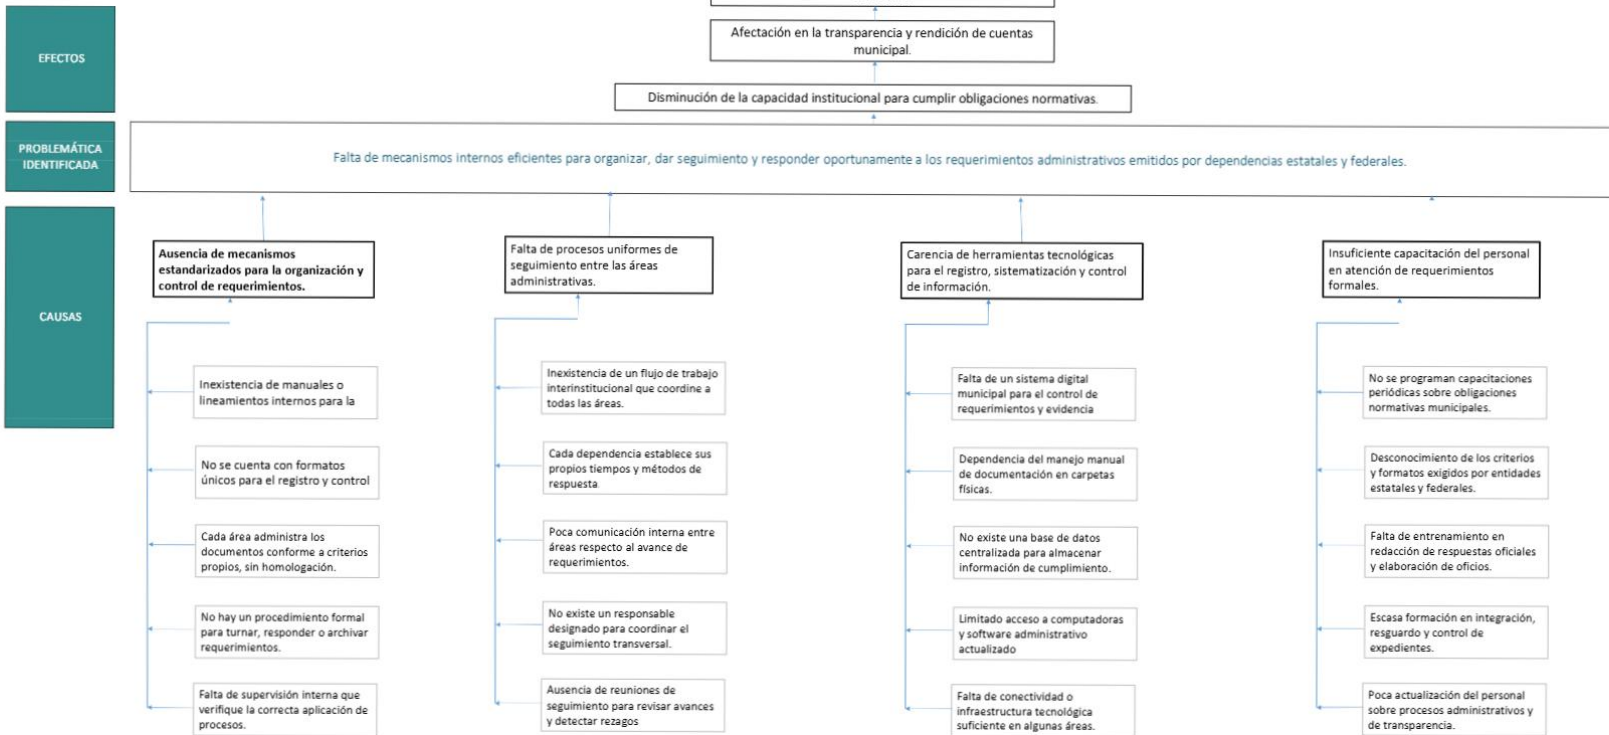 EFECTOS
Afectación en la transparencia y rendición de cuentas
municipal.
Disminución de la capacidad institucional para cumplir obligaciones normativas.
PROBLEMÁTICA
IDENTIFICADA
Falta de mecanismos internos eficientes para organizar, dar seguimiento y responder oportunamente a los requerimientos administrativos emitidos por dependencias estatales y federales.
CAUSAS
Ausencia de mecanismos
estandarizados para la organización y
control de requerimientos.
Inexistencia de manuales o
lineamientos internos para la
No se cuenta con formatos
únicos para el registro y control
Cada área administra los
documentos conforme a criterios
propios, sin homologación.
No hay un procedimiento formal
para turnar, responder o archivar
requerimientos.
Falta de supervisión interna que
verifique la correcta aplicación de
procesos.
Falta de procesos uniformes de
seguimiento entre las áreas
administrativas.
Inexistencia de un flujo de trabajo
interinstitucional que coordine a
todas las áreas.
Cada dependencia establece sus
propios tiempos y métodos de
respuesta
Poca comunicación interna entre
áreas respecto al avance de
requerimientos.
No existe un responsable
designado para coordinar el
seguimiento transversal.
Ausencia de reuniones de
seguimiento para revisar avances
y detectar rezagos
Carencia de herramientas tecnológicas
para el registro, sistematización y control
de información.
Falta de un sistema digital
municipal para el control de
requerimientos y evidencia
Dependencia del manejo manual
de documentación en carpetas
físicas.
No existe una base de datos
centralizada para almacenar
información de cumplimiento.
Limitado acceso a computadoras
y software administrativo
actualizado
Falta de conectividad o
infraestructura tecnológica
suficiente en algunas áreas.
Insuficiente capacitación del personal
en atención de requerimientos
formales.
No se programan capacitaciones
periódicas sobre obligaciones
normativas municipales.
Desconocimiento de los criterios
y formatos exigidos por entidades
estatales y federales.
Falta de entrenamiento en
redacción de respuestas oficiales
y elaboración de oficios.
Escasa formación en integración,
resguardo y control de
expedientes.
Poca actualización del personal
sobre procesos administrativos y
de transparencia.